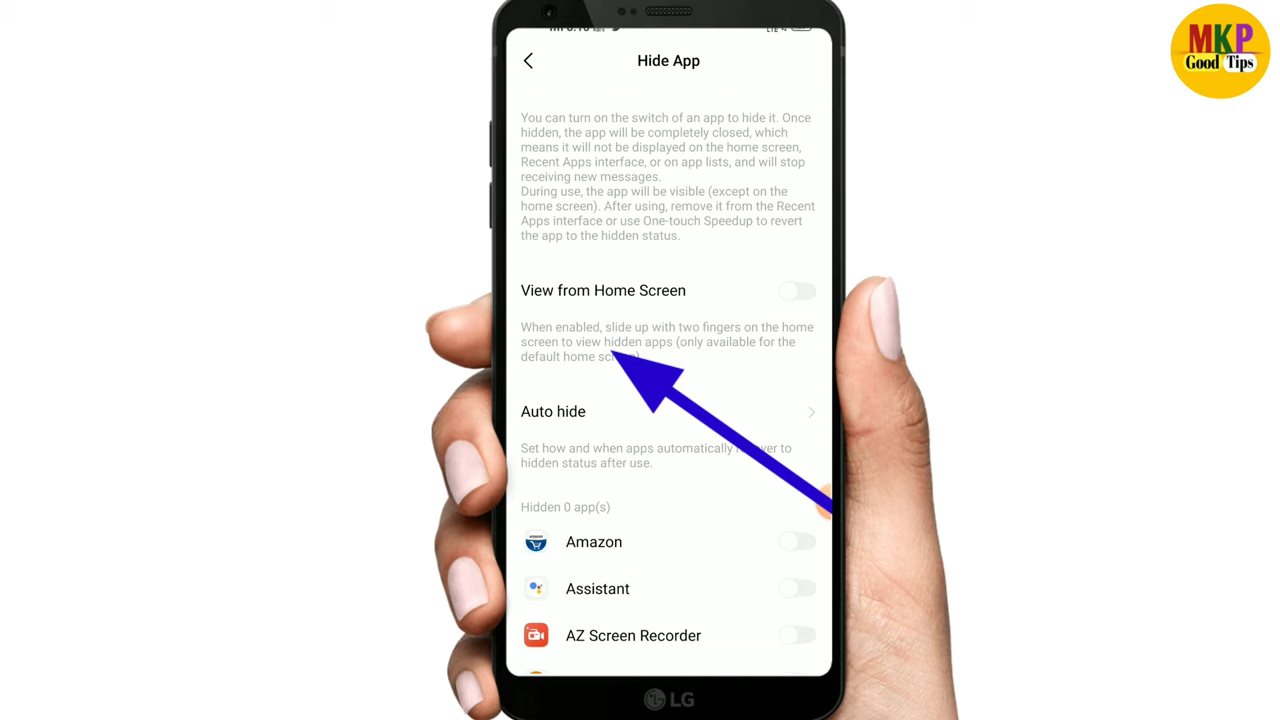 MKP
Good Tips
Hide App
You can turn on the switch of an app to hide it. Once
hidden, the app will be completely closed, which
means it will not be displayed on the home screen,
Recent Apps interface, or on app lists, and will stop
receiving new messages.
During use, the app will be visible (except on the
home screen). After using, remove it from the Recent
Apps interface or use One-touch Speedup to revert
the app to the hidden status.
View from Home Screen
When enabled, slide up with two fingers on the home
screen to view hidden apps (only available for the
default home
Auto hide
Set how and when apps automatically
hidden status after use.
Hidden 0 app(s)
Amazon
Assistant
AZ Screen Recorder
LG